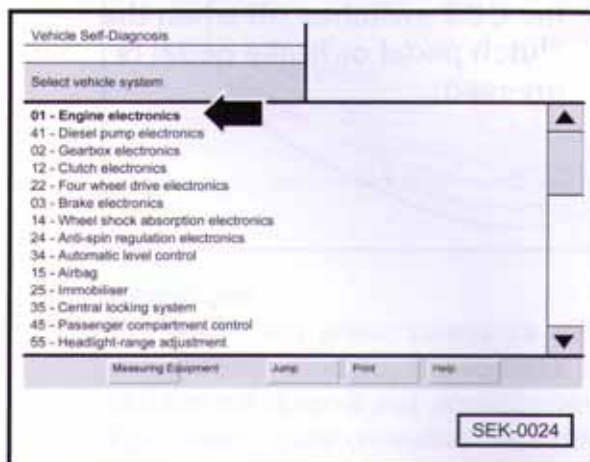 Vehicle Self-Diagnosis
Select vehicle system
01 - Engine electronics
41 - Diesel pump electronics
02 - Gearbox electronics
12 - Clutch electronics
22 - Four wheel drive electronics
03 - Brake electronics
14 - Wheel shock absorption electronics
24 - Anti-spin regulation electronics
34 - Automatic level control
15 - Airbag
25 - Immobiliser
35 - Central locking system
45 - Passenger compartment control
55 - Headlight-range adjustment
Measuring Equipment Jump Print Help
SEK-0024